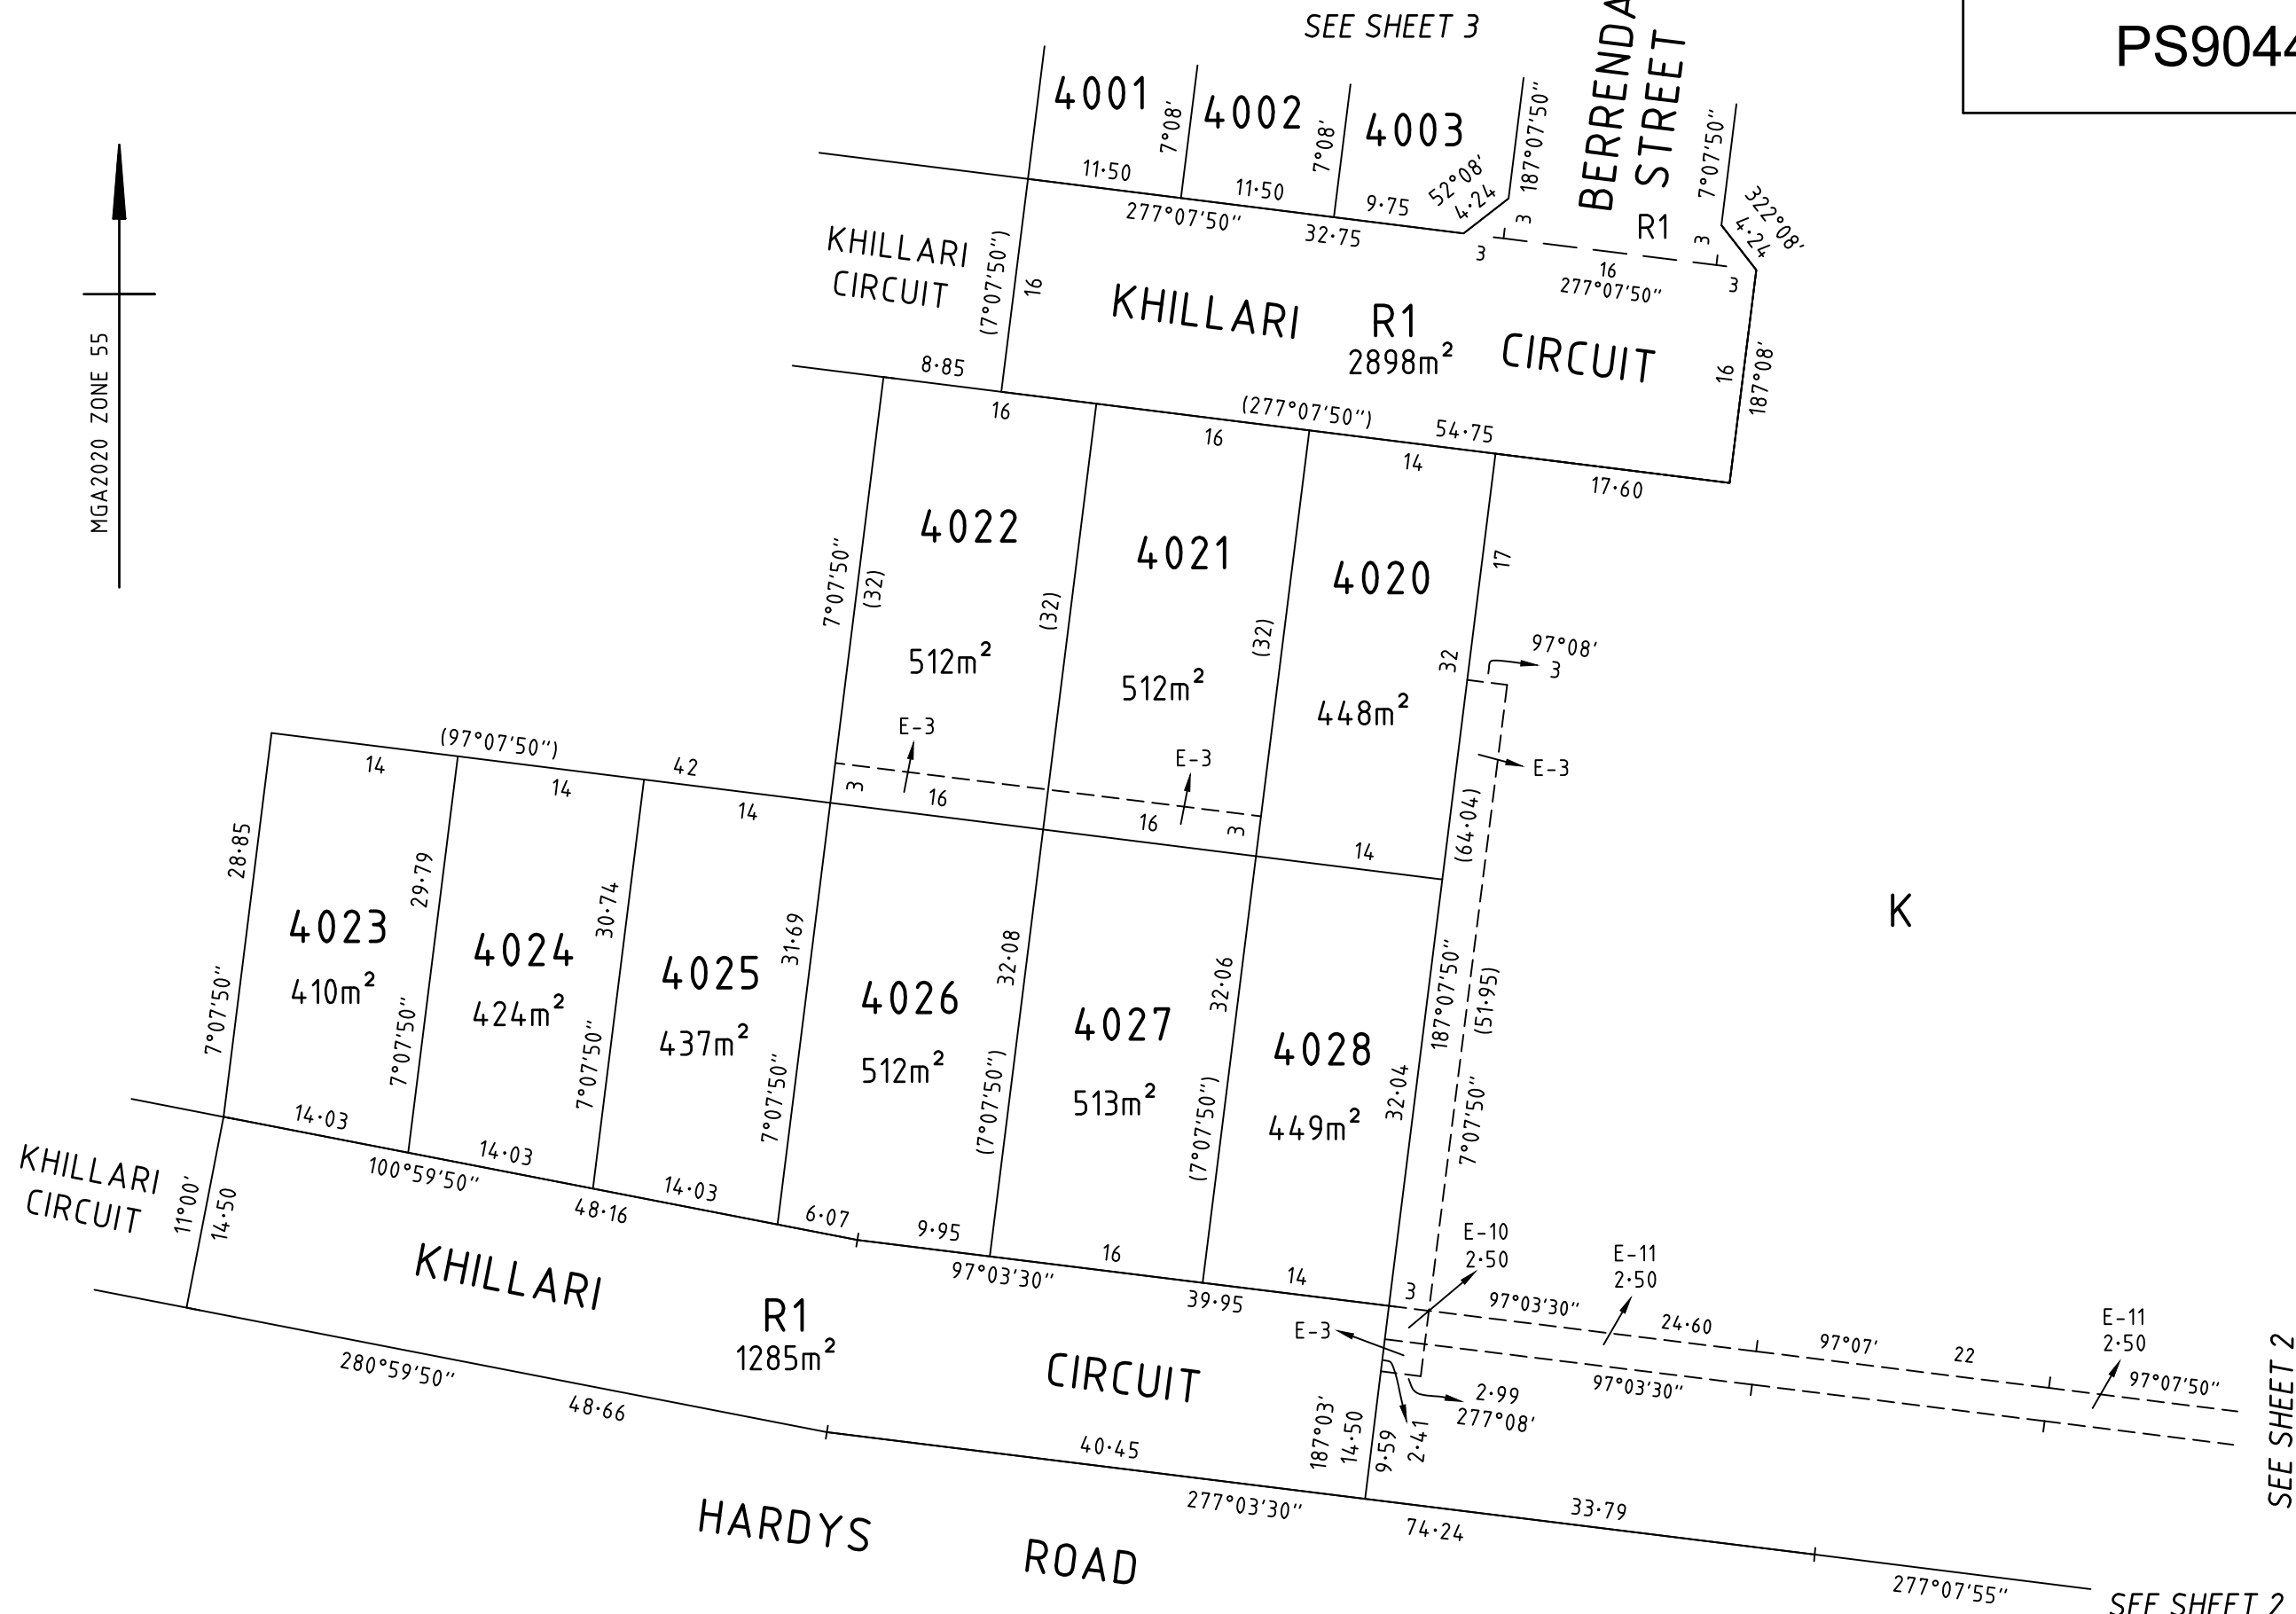 SEE SHEET 3
PS9044
BERRENDA
STREET
R1
4001
4002
4003
7°08'
7°08'
187°07'50"
7°07'50"
52°08'
4·24
322°08'
4·24
11·50
11·50
9·75
277°07'50"
32·75
3
3
3
3
16
277°07'50"
KHILLARI
CIRCUIT
(7°07'50")
16
KHILLARI
R1
CIRCUIT
2898m²
16
187°08'
MGA2020 ZONE 55
8·85
16
(277°07'50")
16
54·75
14
17·60
4022
4021
4020
7°07'50"
(32)
(32)
(32)
17
32
512m²
512m²
448m²
97°08'
3
E-3
E-3
E-3
3
16
16
3
14
(64·04)
(97°07'50")
14
14
42
14
28·85
29·79
30·74
31·69
32·08
32·06
4023
4024
4025
4026
4027
4028
410m²
424m²
437m²
512m²
513m²
449m²
7°07'50"
7°07'50"
7°07'50"
7°07'50"
(7°07'50")
(7°07'50")
32·04
187°07'50"
(51·95)
7°07'50"
K
14·03
14·03
14·03
100°59'50"
48·16
6·07
9·95
16
14
97°03'30"
39·95
3
KHILLARI
CIRCUIT
11°00'
14·50
KHILLARI
R1
1285m²
CIRCUIT
E-10
2·50
E-11
2·50
97°03'30"
24·60
97°07'
22
E-11
2·50
97°07'50"
E-3
97°03'30"
2·99
277°08'
187°03'
14·50
9·59
2·41
SEE SHEET 2
280°59'50"
48·66
40·45
277°03'30"
74·24
33·79
277°07'55"
SEE SHEET 2
HARDYS
ROAD